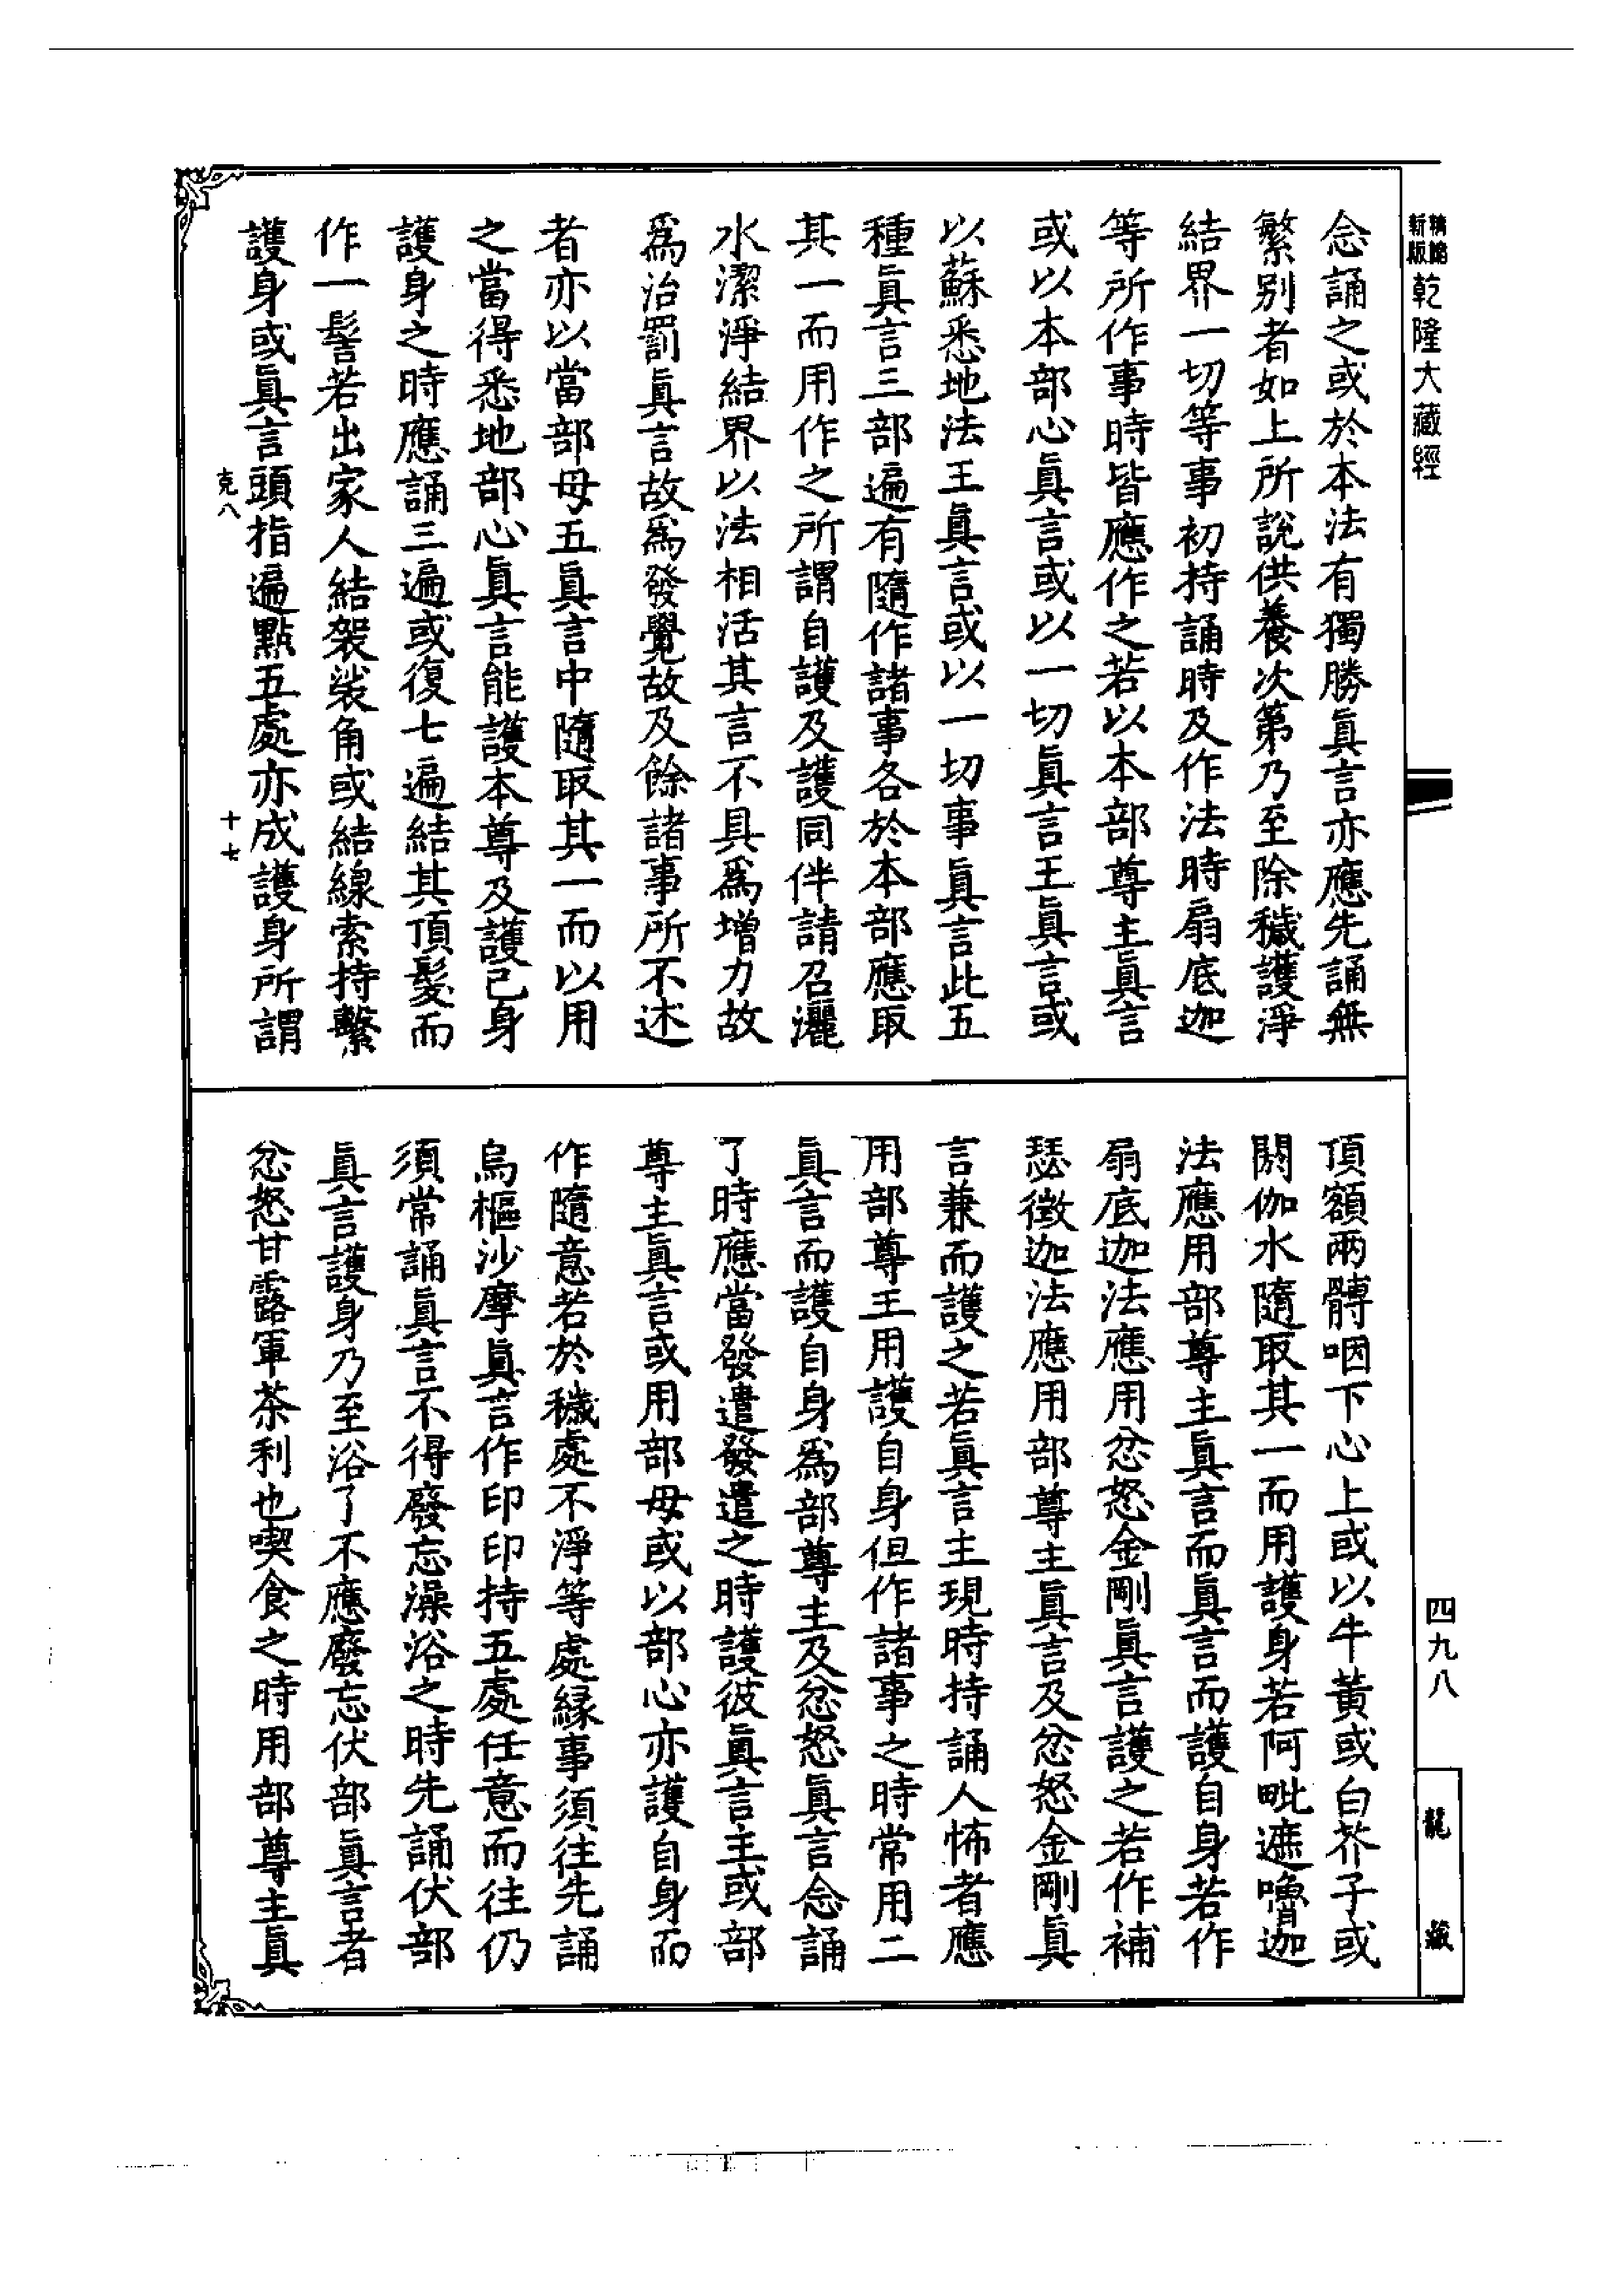 精縮新版乾隆大藏經
念誦之或於本法有獨勝眞言亦應先誦無
繁别者如上所説供養次第乃至除穢護淨
結界一切等事初持誦時及作法時扇底迦
等所作事時皆應作之若以本部尊主眞言
或以本部心眞言或以一切眞言王眞言或
以蘇悉地法王眞言或以一切事眞言此五
種眞言三部遍有隨作諸事各於本部應取
其一而用作之所謂自護及護同伴請召灑
水潔淨結界以法相活其言不具爲增力故
爲治罰眞言故爲發覺故及餘諸事所不述
者亦以當部母五眞言中隨取其一而以用
之當得悉地部心眞言能護本尊及護己身
護身之時應誦三遍或復七遍結其頂髮而
作一髻若出家人結袈裟角或結線索持繫
護身或眞言頭指遍點五處亦成護身所謂
克八
十七
頂額兩髆咽下心上或以牛黄或白芥子或
閼伽水隨取其一而用護身若阿毗遮嚕迦
法應用部尊主眞言而眞言而護自身若作
扇底迦法應用忿怒金剛眞言護之若作補
瑟徵迦法應用部尊主眞言及忿怒金剛眞
言兼而護之若眞言主現時持誦人怖者應
用部尊王用護自身但作諸事之時常用二
眞言而護自身爲部尊主及忿怒眞言念誦
了時應當發遣發遣之時護彼眞言主或部
尊主眞言或用部母或以部心亦護自身而
作隨意若於穢處不淨等處縁事須往先誦
烏樞沙摩眞言作印印持五處任意而往仍
須常誦眞言不得廢忘澡浴之時先誦伏部
眞言護身乃至浴了不應廢忘伏部眞言者
忿怒甘露軍荼利也喫食之時用部尊主眞
四九八
龍藏